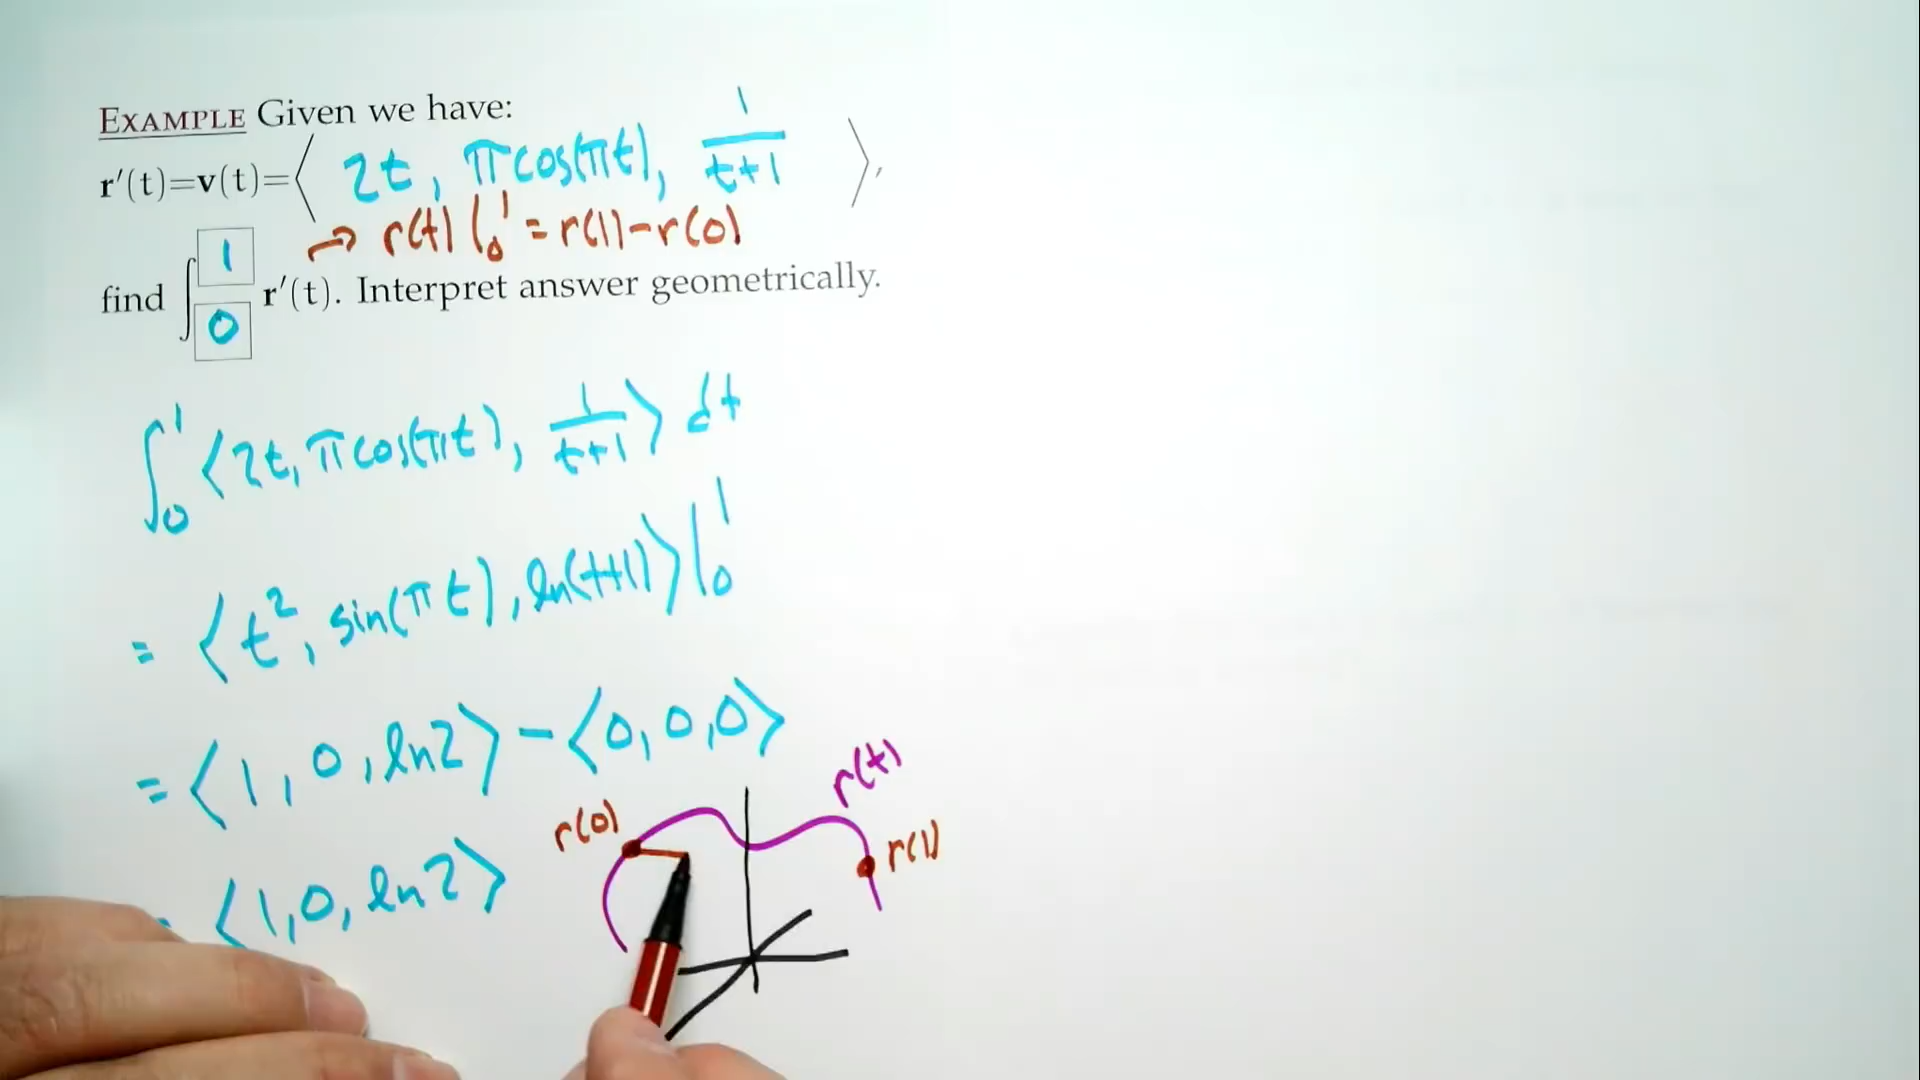 EXAMPLE Given we have:
r′(t)=v(t)=⟨ 2t, π cos(πt), 1/(t+1) ⟩,
→ r(t) |₀¹ = r(1) - r(0)
find ∫₀¹ r′(t). Interpret answer geometrically.
∫₀¹ ⟨2t, π cos(πt), 1/(t+1)⟩ dt
= ⟨t², sin(πt), ln(t+1)⟩ |₀¹
= ⟨1, 0, ln2⟩ - ⟨0, 0, 0⟩
⟨1, 0, ln2⟩
r(t)
r(0)
r(1)